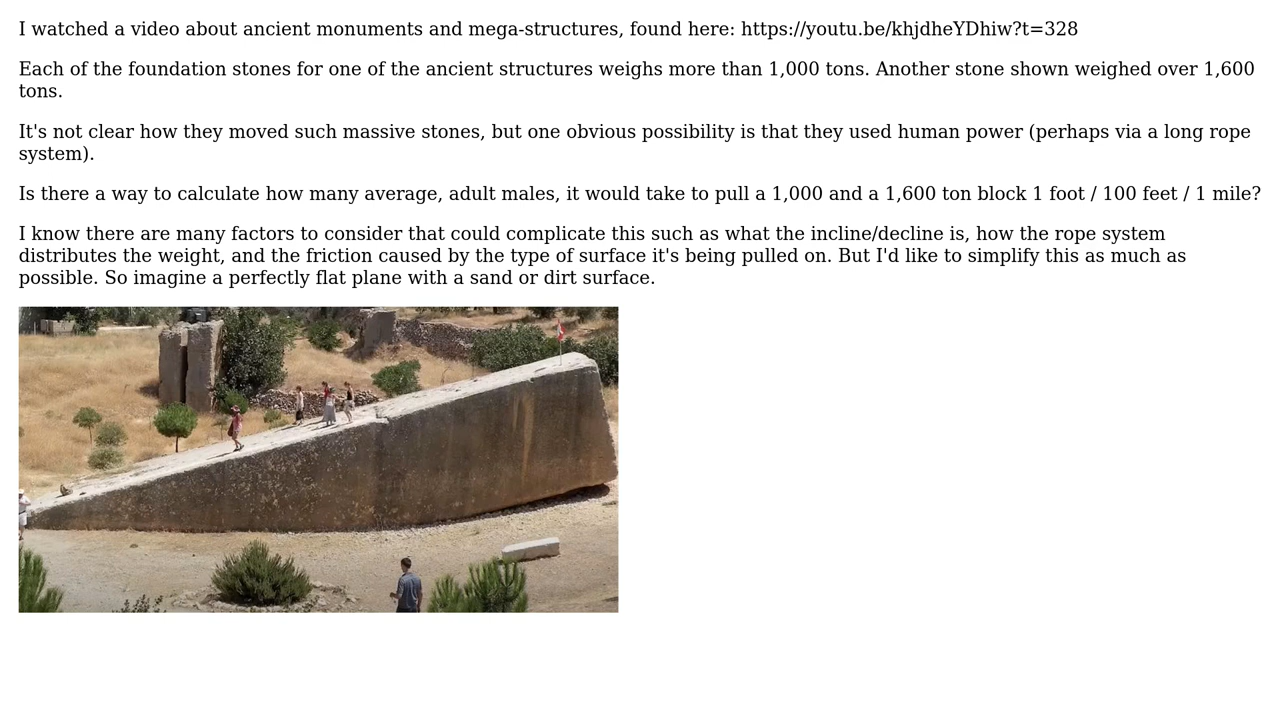 I watched a video about ancient monuments and mega-structures, found here: https://youtu.be/khjdheYDhiw?t=328
Each of the foundation stones for one of the ancient structures weighs more than 1,000 tons. Another stone shown weighed over 1,600
tons.
It's not clear how they moved such massive stones, but one obvious possibility is that they used human power (perhaps via a long rope
system).
Is there a way to calculate how many average, adult males, it would take to pull a 1,000 and a 1,600 ton block 1 foot / 100 feet / 1 mile?
I know there are many factors to consider that could complicate this such as what the incline/decline is, how the rope system
distributes the weight, and the friction caused by the type of surface it's being pulled on. But I'd like to simplify this as much as
possible. So imagine a perfectly flat plane with a sand or dirt surface.